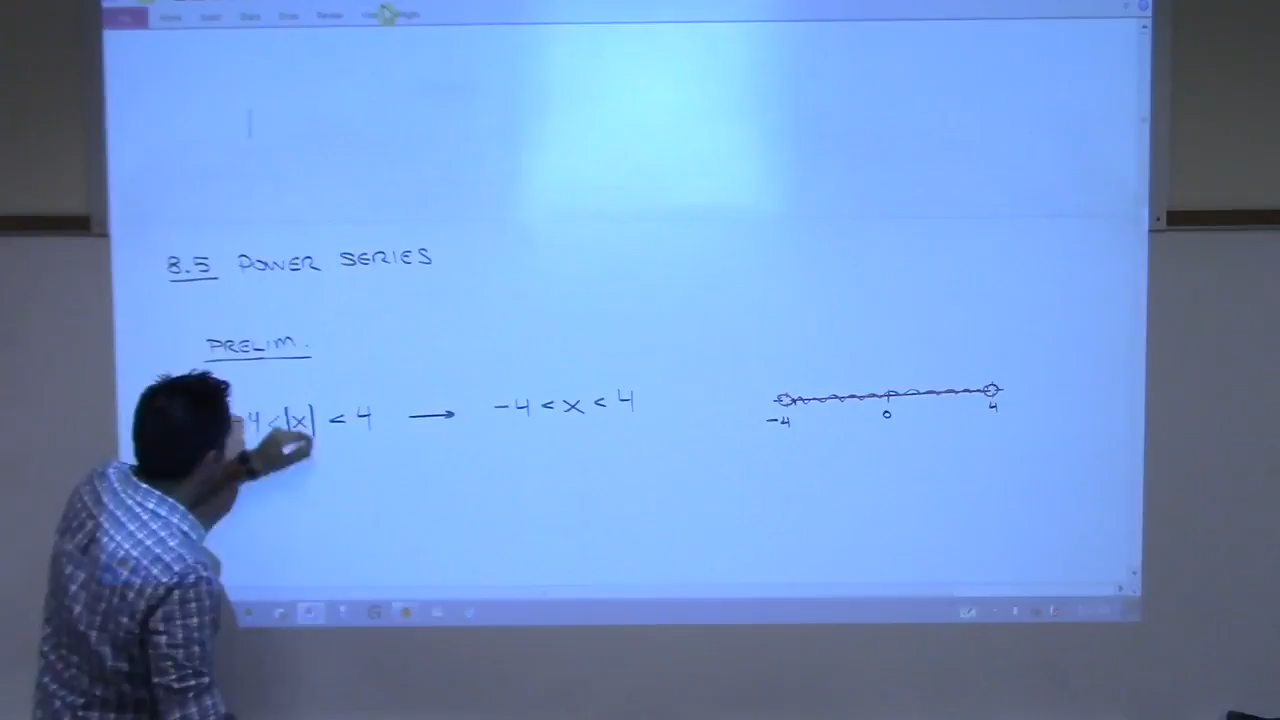 8.5 POWER SERIES
PRELIM.
-4 < |x| < 4 → -4 < x < 4
-4 0 4